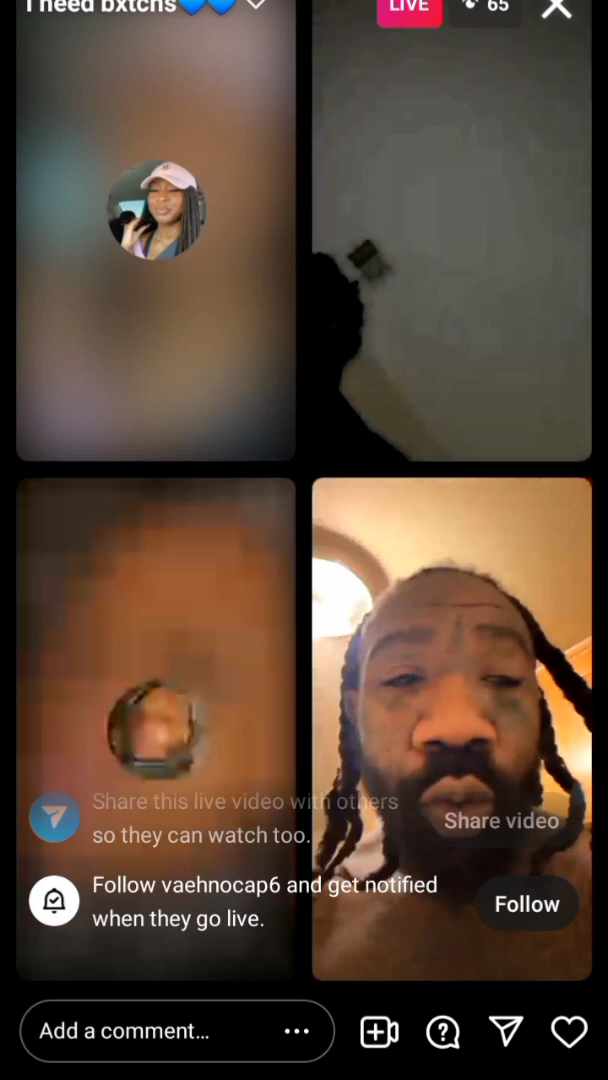 I need bxtchs💙💙
LIVE
65
Share this live video with others
so they can watch too.
Share video
Follow vaehnocap6 and get notified
when they go live.
Follow
Add a comment...